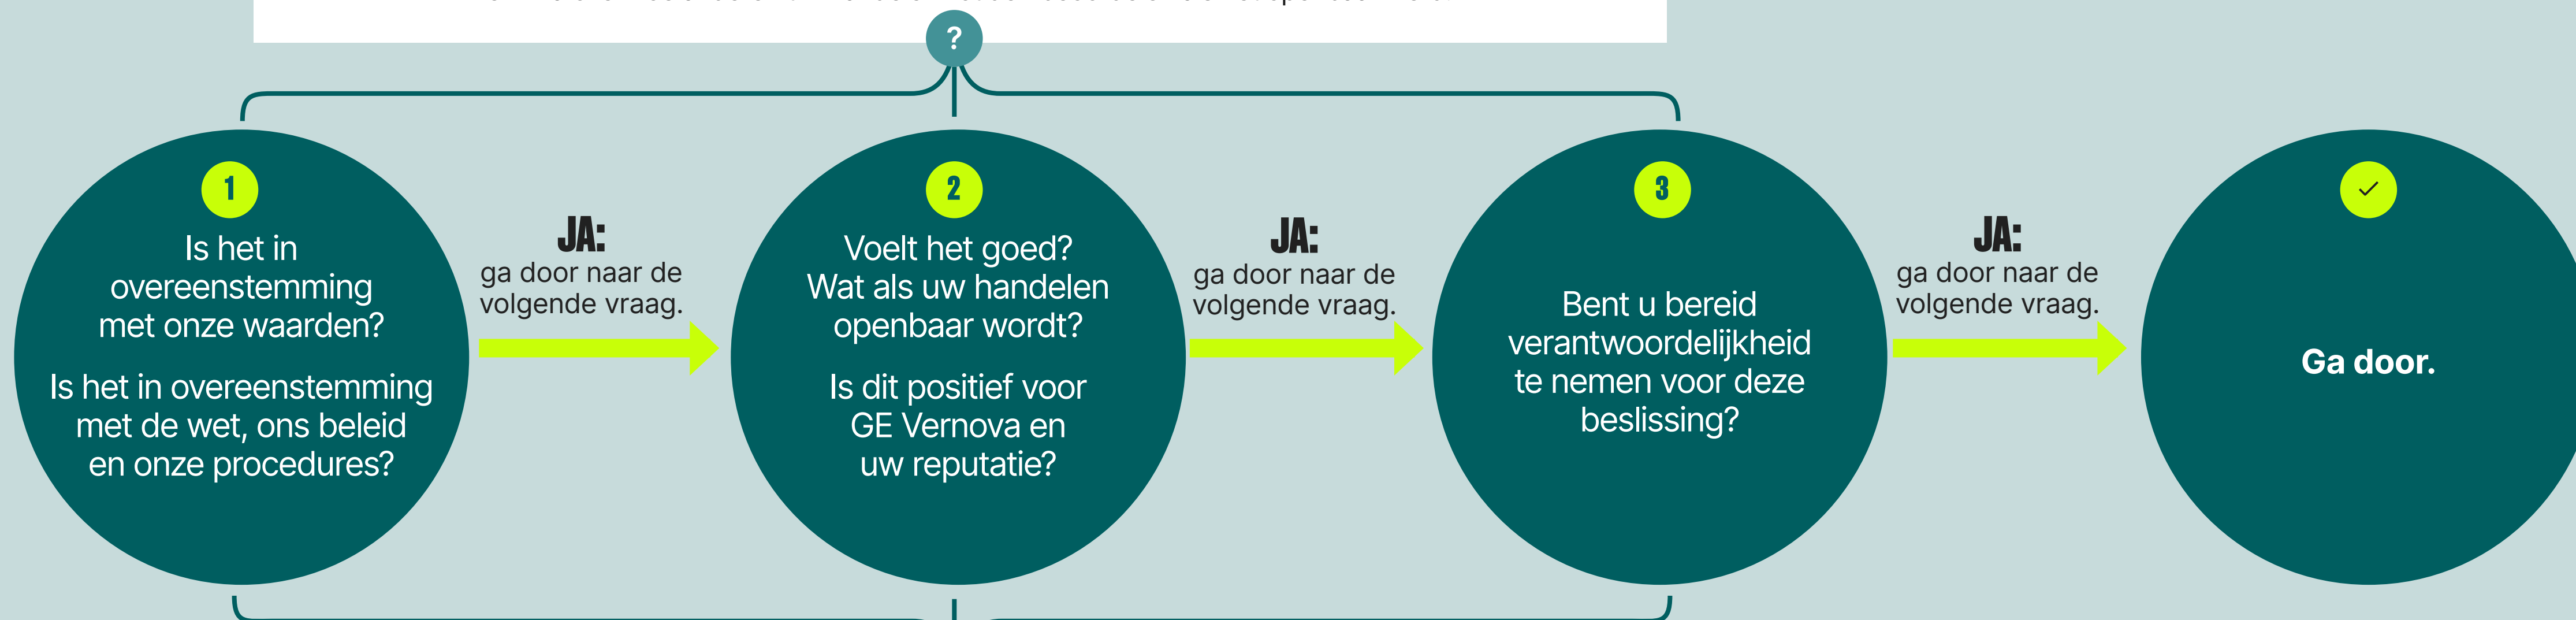 ?
1
Is het in
overeenstemming
met onze waarden?
Is het in overeenstemming
met de wet, ons beleid
en onze procedures?
JA:
ga door naar de
volgende vraag.
2
Voelt het goed?
Wat als uw handelen
openbaar wordt?
Is dit positief voor
GE Vernova en
uw reputatie?
JA:
ga door naar de
volgende vraag.
3
Bent u bereid
verantwoordelijkheid
te nemen voor deze
beslissing?
JA:
ga door naar de
volgende vraag.
Ga door.